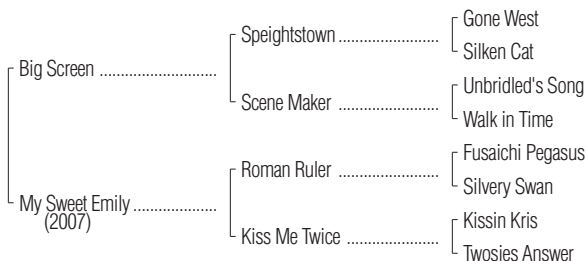 Gone West
Speightstown
Silken Cat
Big Screen
Unbridled's Song
Scene Maker
Walk in Time
Fusaichi Pegasus
Roman Ruler
Silvery Swan
My Sweet Emily
(2007)
Kissin Kris
Kiss Me Twice
Twosies Answer